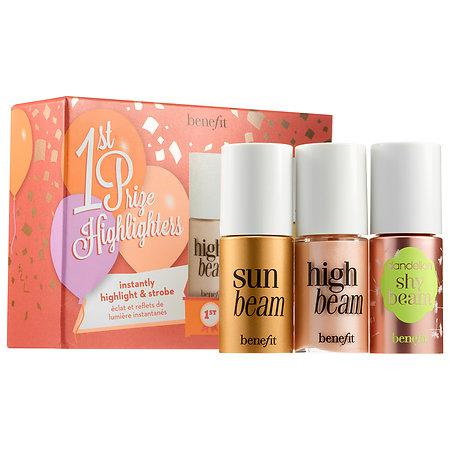 benefit
1st
Prize
Highlighters
instantly
highlight & strobe
éclat et reflets de
lumière instantanés
high
beam
1ST
sun
beam
benefit
high
beam
benefit
dandelion
shy
beam
benefit